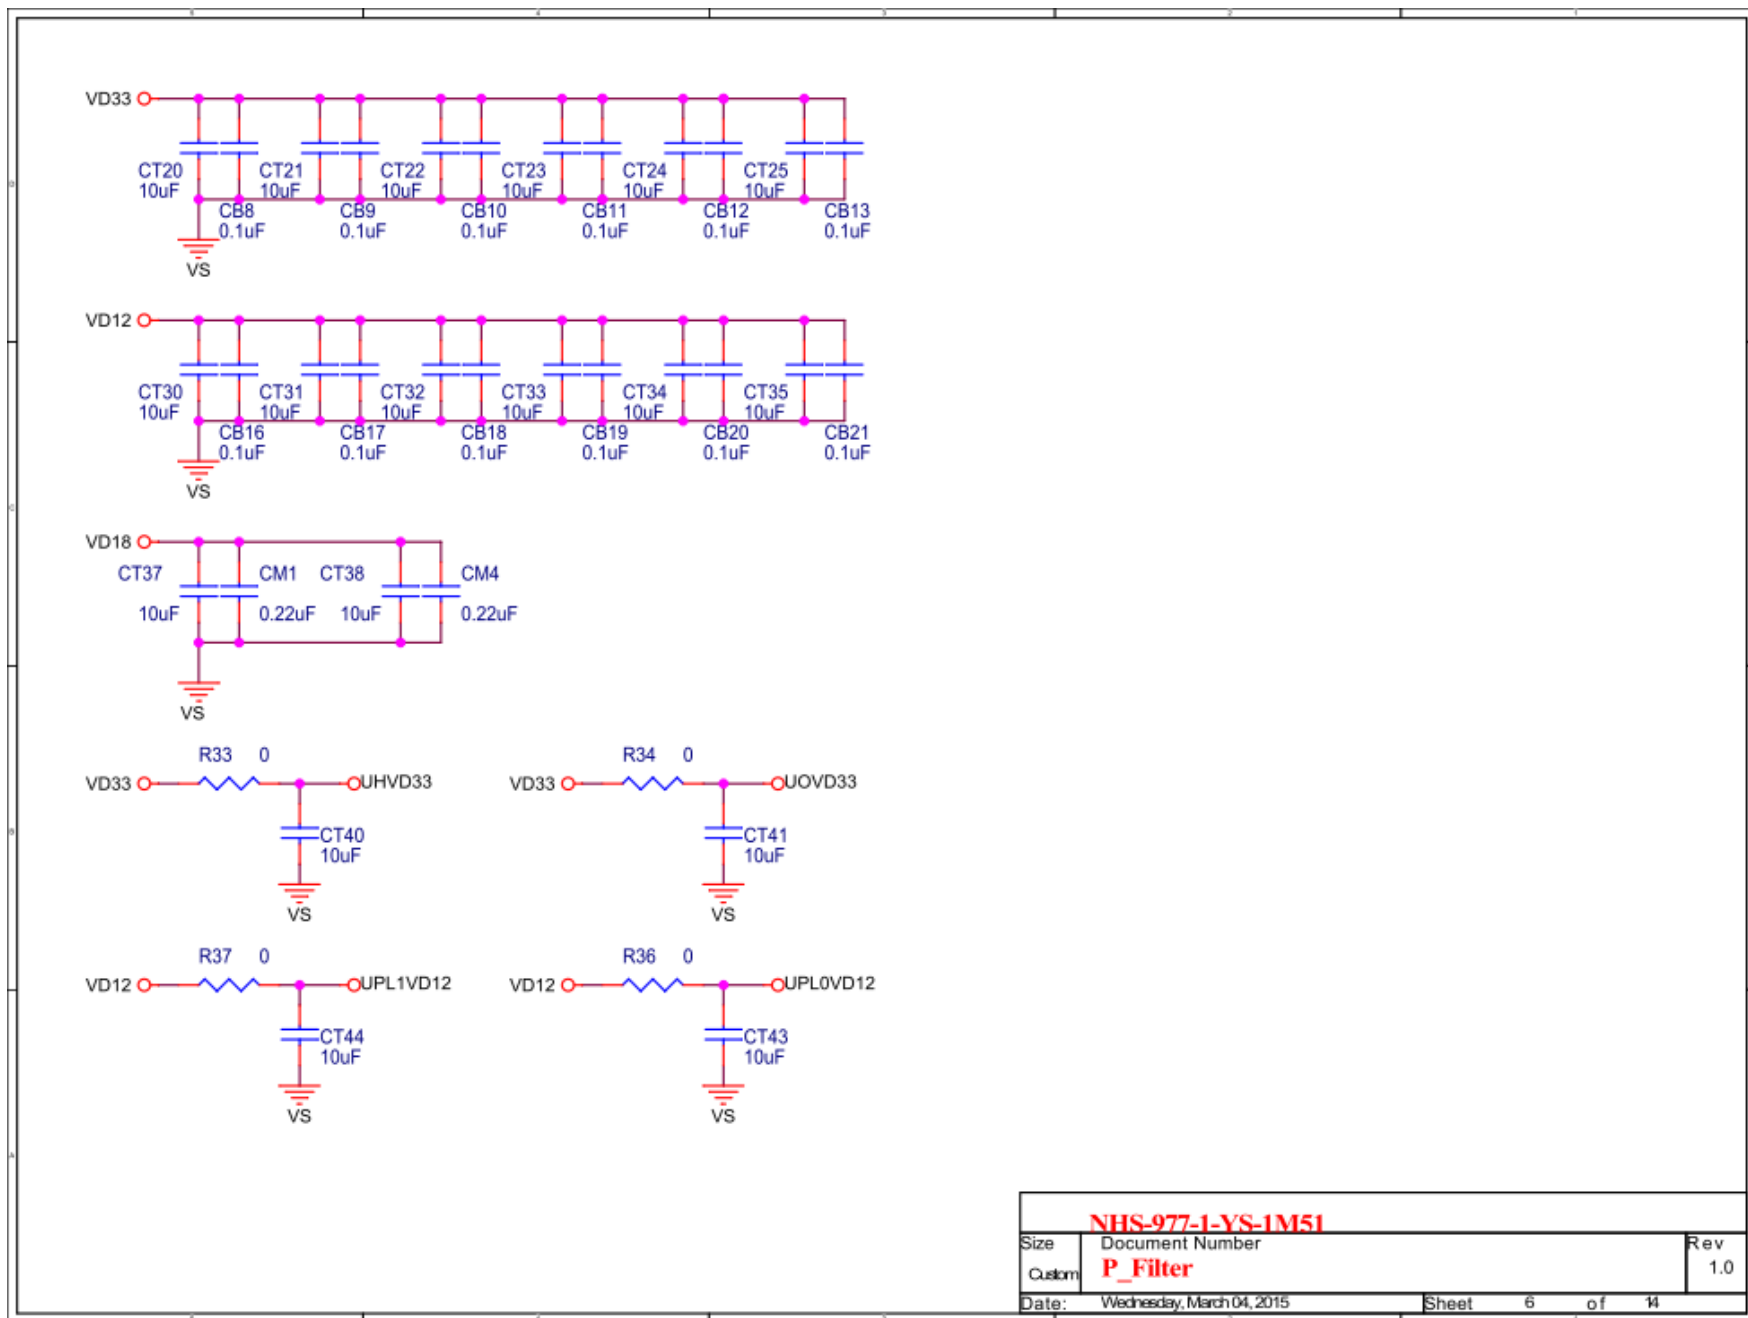 VD33
CT20 CT21 CT22 CT23 CT24 CT25
10uF 10uF 10uF 10uF 10uF 10uF
CB8 CB9 CB10 CB11 CB12 CB13
0.1uF 0.1uF 0.1uF 0.1uF 0.1uF 0.1uF
VS
VD12
CT30 CT31 CT32 CT33 CT34 CT35
10uF 10uF 10uF 10uF 10uF 10uF
CB16 CB17 CB18 CB19 CB20 CB21
0.1uF 0.1uF 0.1uF 0.1uF 0.1uF 0.1uF
VS
VD18
CT37 CM1 CT38 CM4
10uF 0.22uF 10uF 0.22uF
VS
R33 0 R34 0
VD33 UHVD33 VD33 UOVD33
CT40 CT41
10uF 10uF
VS VS
R37 0 R36 0
VD12 UPL1VD12 VD12 UPL0VD12
CT44 CT43
10uF 10uF
VS VS
NHS-977-1-YS-1M51
Size Document Number Rev
Custom P_Filter 1.0
Date: Wednesday, March 04, 2015 Sheet 6 of 14